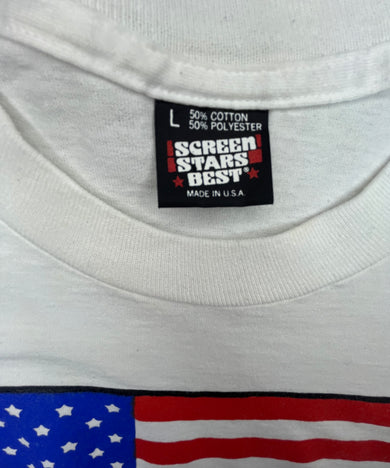 L 50% COTTON
50% POLYESTER
SCREEN
STARS
BEST®
MADE IN U.S.A.